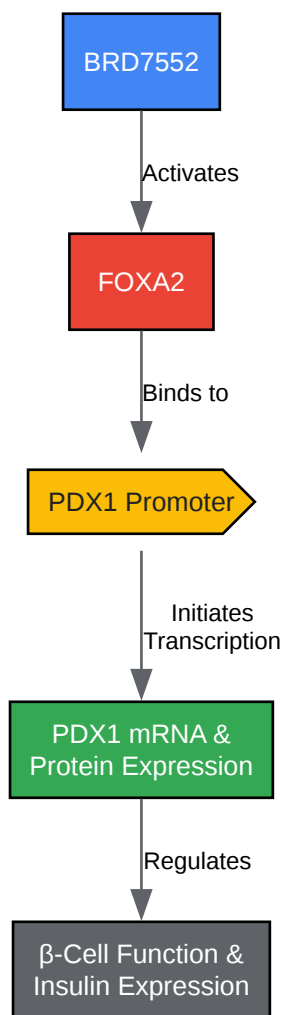 BRD7552
Activates
FOXA2
Binds to
PDX1 Promoter
Initiates
Transcription
PDX1 mRNA &
Protein Expression
Regulates
β-Cell Function &
Insulin Expression